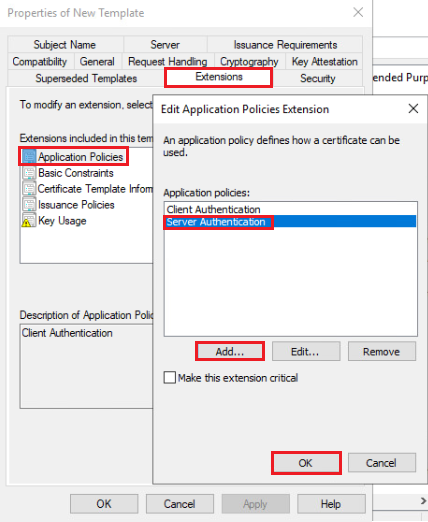 Properties of New Template
Subject Name Server Issuance Requirements
Compatibility General Request Handling Cryptography Key Attestation
Superseded Templates Extensions Security
To modify an extension, selec
Extensions included in this tem
Application Policies
Basic Constraints
Certificate Template Inform
Issuance Policies
Key Usage
Description of Application Polic
Client Authentication
OK Cancel Apply Help
ended Purp
Edit Application Policies Extension
An application policy defines how a certificate can be
used.
Application policies:
Client Authentication
Server Authentication
Add... Edit... Remove
Make this extension critical
OK Cancel